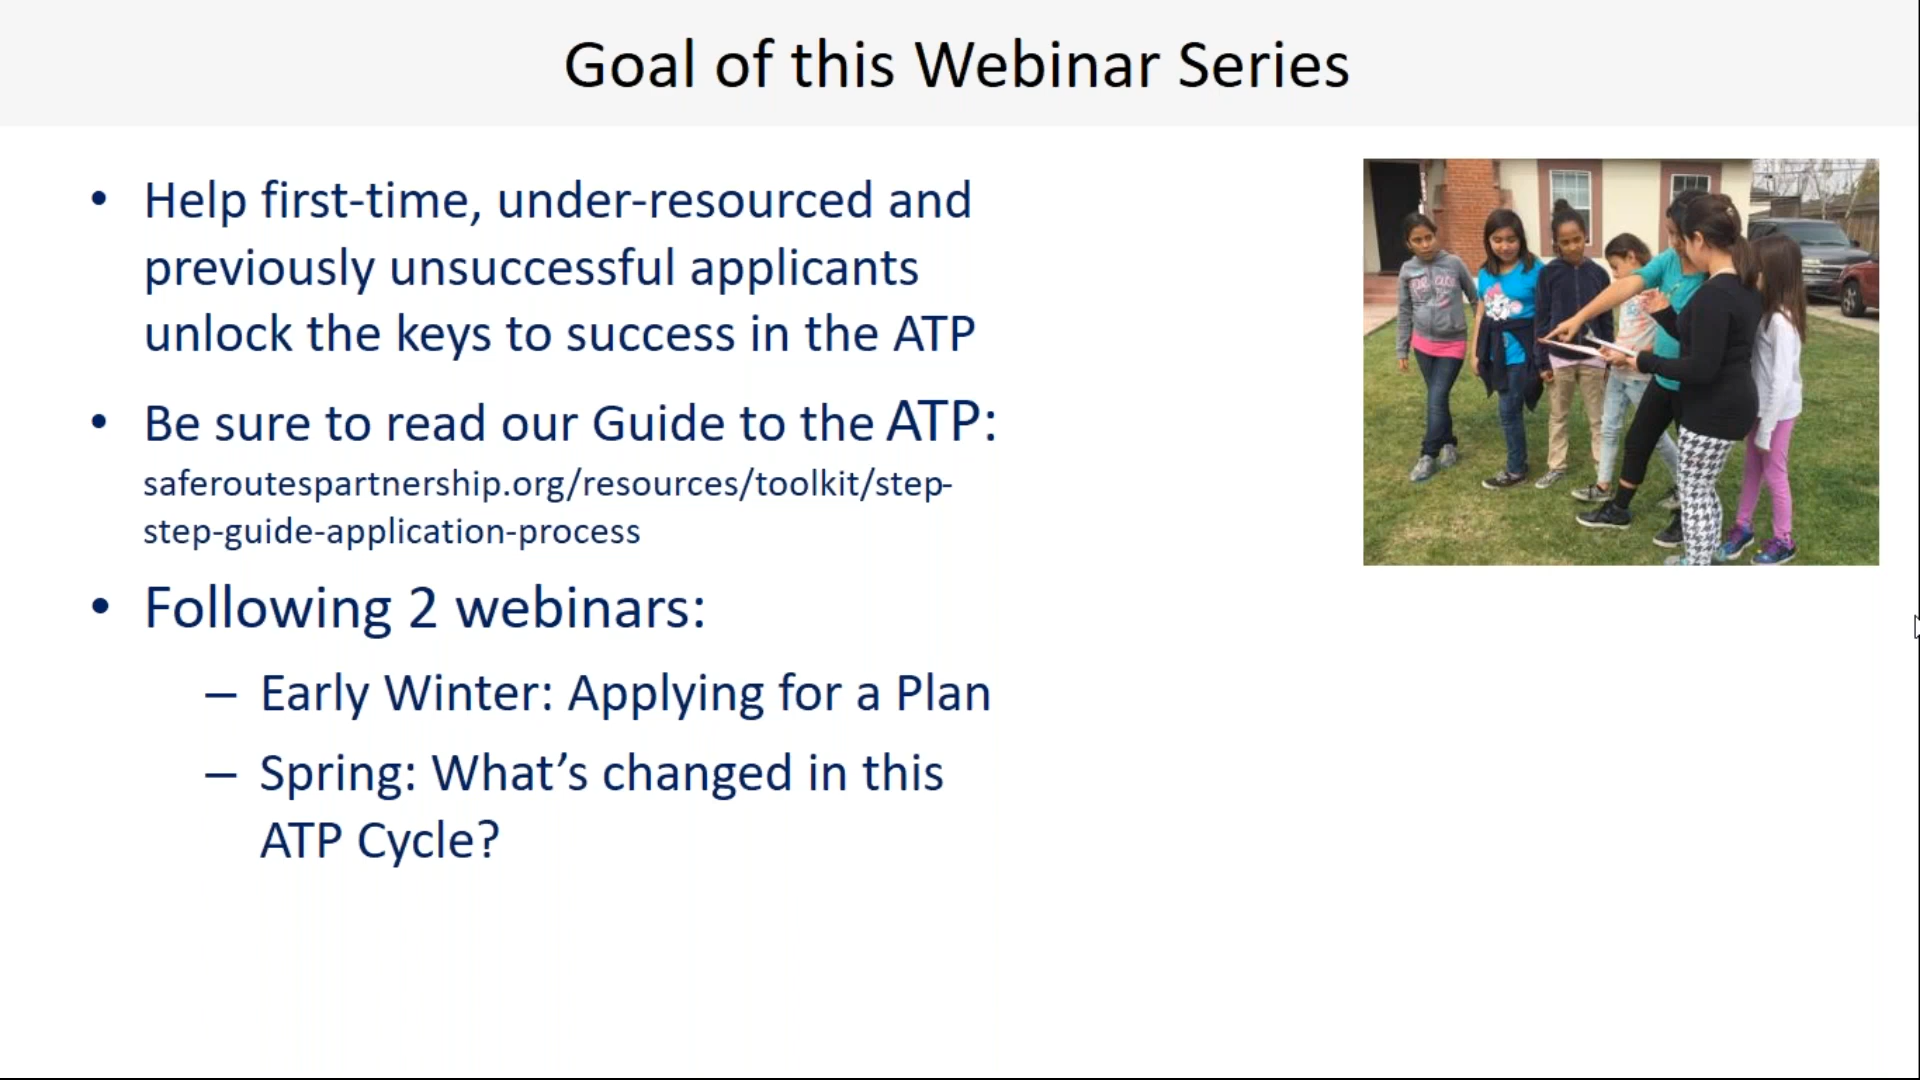 Goal of this Webinar Series
• Help first-time, under-resourced and
previously unsuccessful applicants
unlock the keys to success in the ATP
• Be sure to read our Guide to the ATP:
saferoutespartnership.org/resources/toolkit/step-
step-guide-application-process
• Following 2 webinars:
– Early Winter: Applying for a Plan
– Spring: What’s changed in this
ATP Cycle?